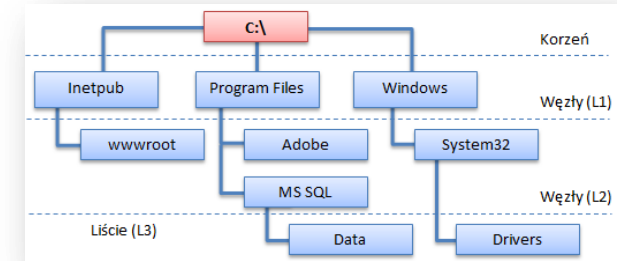 C:\
Korzeń
Inetpub
Program Files
Windows
Węzły (L1)
wwwroot
Adobe
System32
MS SQL
Węzły (L2)
Liście (L3)
Data
Drivers